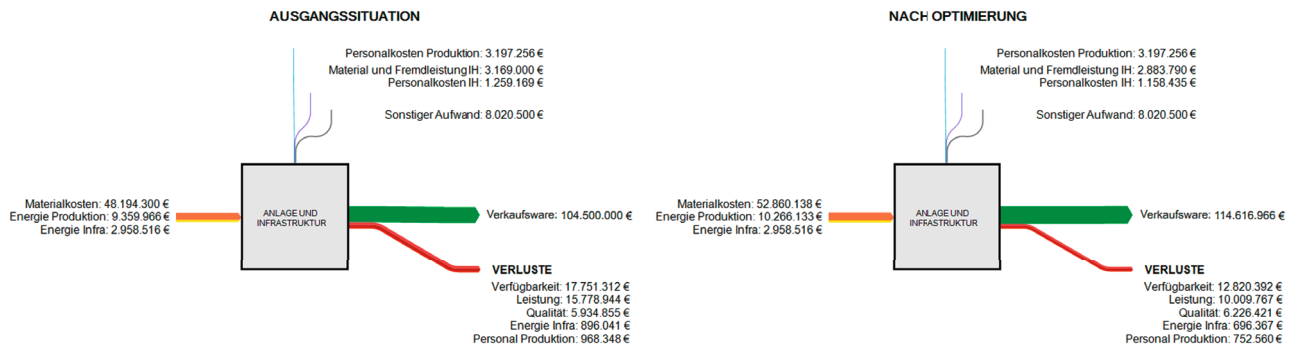 AUSGANGSSITUATION
Personalkosten Produktion: 3.197.256 €
Material und Fremdleistung IH: 3.169.000 €
Personalkosten IH: 1.259.169 €
Sonstiger Aufwand: 8.020.500 €
Materialkosten: 48.194.300 €
Energie Produktion: 9.359.966 €
Energie Infra: 2.958.516 €
ANLAGE UND
INFRASTRUKTUR
Verkaufsware: 104.500.000 €
VERLUSTE
Verfügbarkeit: 17.751.312 €
Leistung: 15.778.944 €
Qualität: 5.934.855 €
Energie Infra: 896.041 €
Personal Produktion: 968.348 €
NACH OPTIMIERUNG
Personalkosten Produktion: 3.197.256 €
Material und Fremdleistung IH: 2.883.790 €
Personalkosten IH: 1.158.435 €
Sonstiger Aufwand: 8.020.500 €
Materialkosten: 52.860.138 €
Energie Produktion: 10.266.133 €
Energie Infra: 2.958.516 €
ANLAGE UND
INFRASTRUKTUR
Verkaufsware: 114.616.966 €
VERLUSTE
Verfügbarkeit: 12.820.392 €
Leistung: 10.009.767 €
Qualität: 6.226.421 €
Energie Infra: 696.367 €
Personal Produktion: 752.560 €